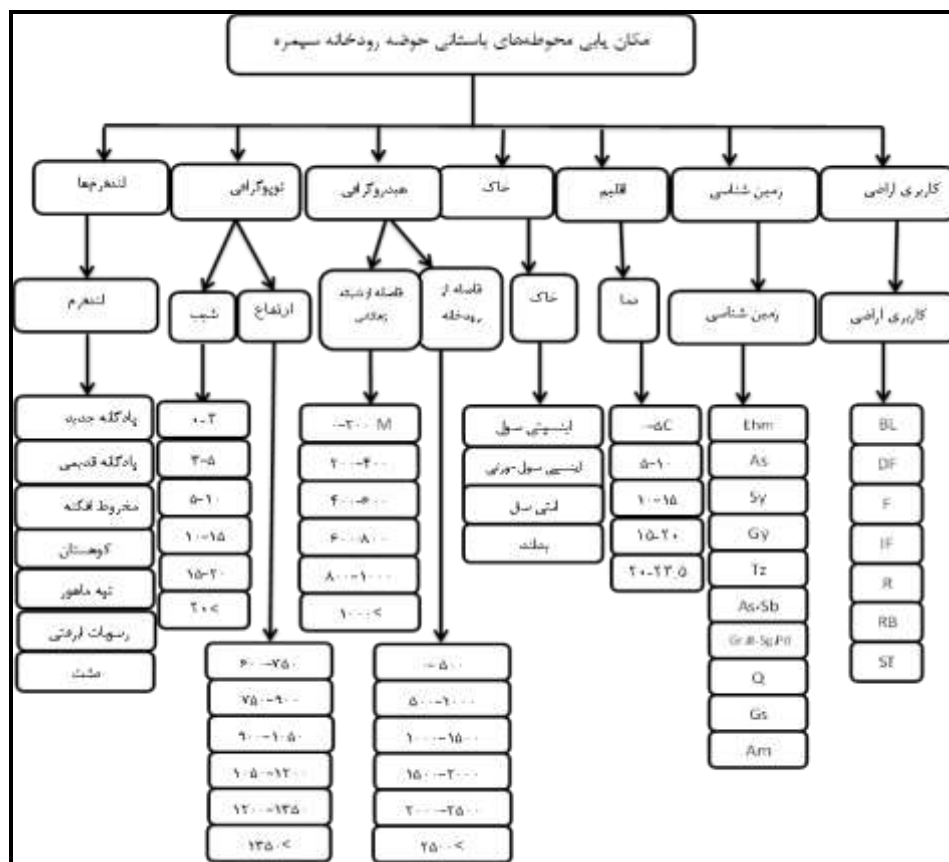 مکان یابی محوطه‌های باستانی حوضه رودخانه سیمره
کاربری اراضی
زمین شناسی
اقلیم
خاک
هیدروگرافی
توپوگرافی
لندفرم‌ها
کاربری اراضی
زمین شناسی
دما
خاک
فاصله از
رودخانه
فاصله از شبکه
ارتفاع
شیب
لندفرم
BL
DF
F
IF
R
RB
ST
Ehm
As
Sy
Gy
Tz
As-Sb
Q
Gs
Am
۰-۵C
۵-۱۰
۱۰-۱۵
۱۵-۲۰
۲۰-۲۳.۵
اینسپتی سول
اینسپتی سول-ورتی
انتی سال
بدلند
۰-۵۰۰
۵۰۰-۱۰۰۰
۱۰۰۰-۱۵۰۰
۱۵۰۰-۲۰۰۰
۲۰۰۰-۲۵۰۰
۲۵۰۰<
۰-۲۰۰ M
۲۰۰-۴۰۰
۴۰۰-۶۰۰
۶۰۰-۸۰۰
۸۰۰-۱۰۰۰
۱۰۰۰<
۶۰۰-۷۵۰
۷۵۰-۹۰۰
۹۰۰-۱۰۵۰
۱۰۵۰-۱۲۰۰
۱۲۰۰-۱۳۵
۱۳۵۰<
۰-۳
۳-۵
۵-۱۰
۱۰-۱۵
۱۵-۲۰
۲۰<
پادگانه جدید
پادگانه قدیمی
مخروط افکنه
کوهستان
تپه ماهور
رسوبات آبرفتی
دشت